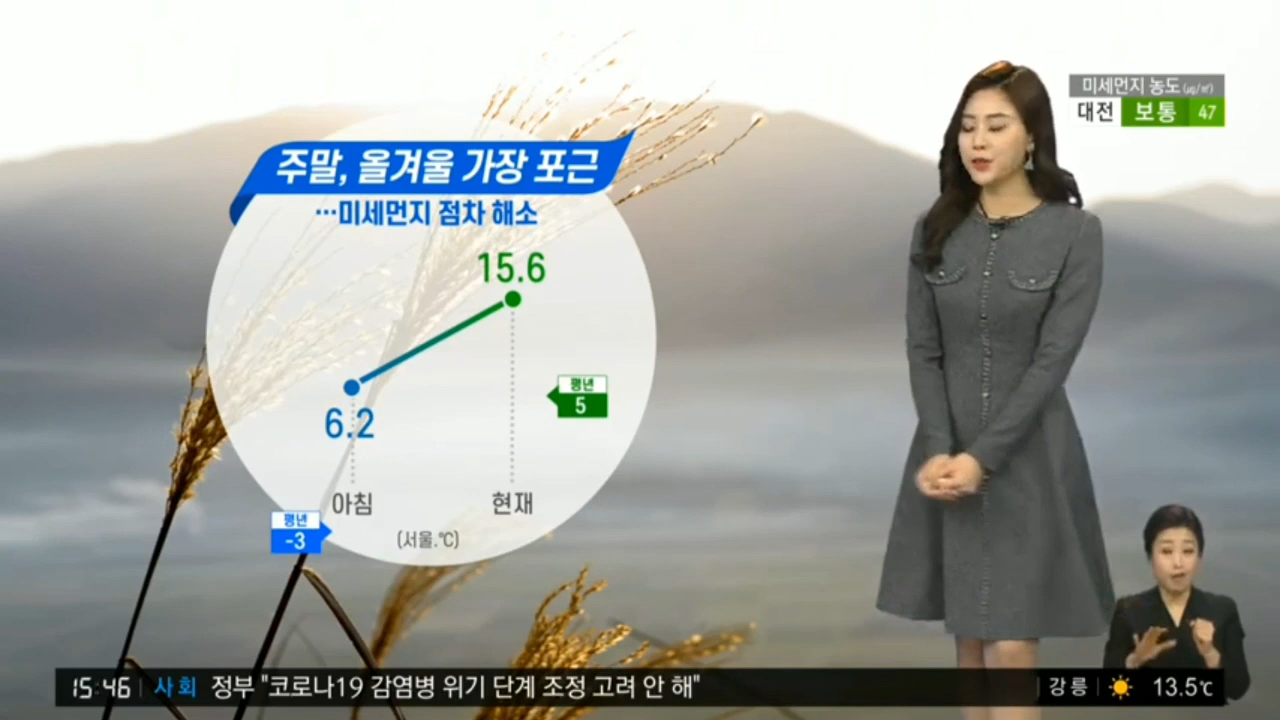 미세먼지 농도(㎍/㎥)
대전 보통 47
주말, 올겨울 가장 포근
…미세먼지 점차 해소
15.6
6.2
평년
5
아침 현재
평년
-3
(서울.℃)
15:46 사회 정부 "코로나19 감염병 위기 단계 조정 고려 안 해" 강릉 13.5℃